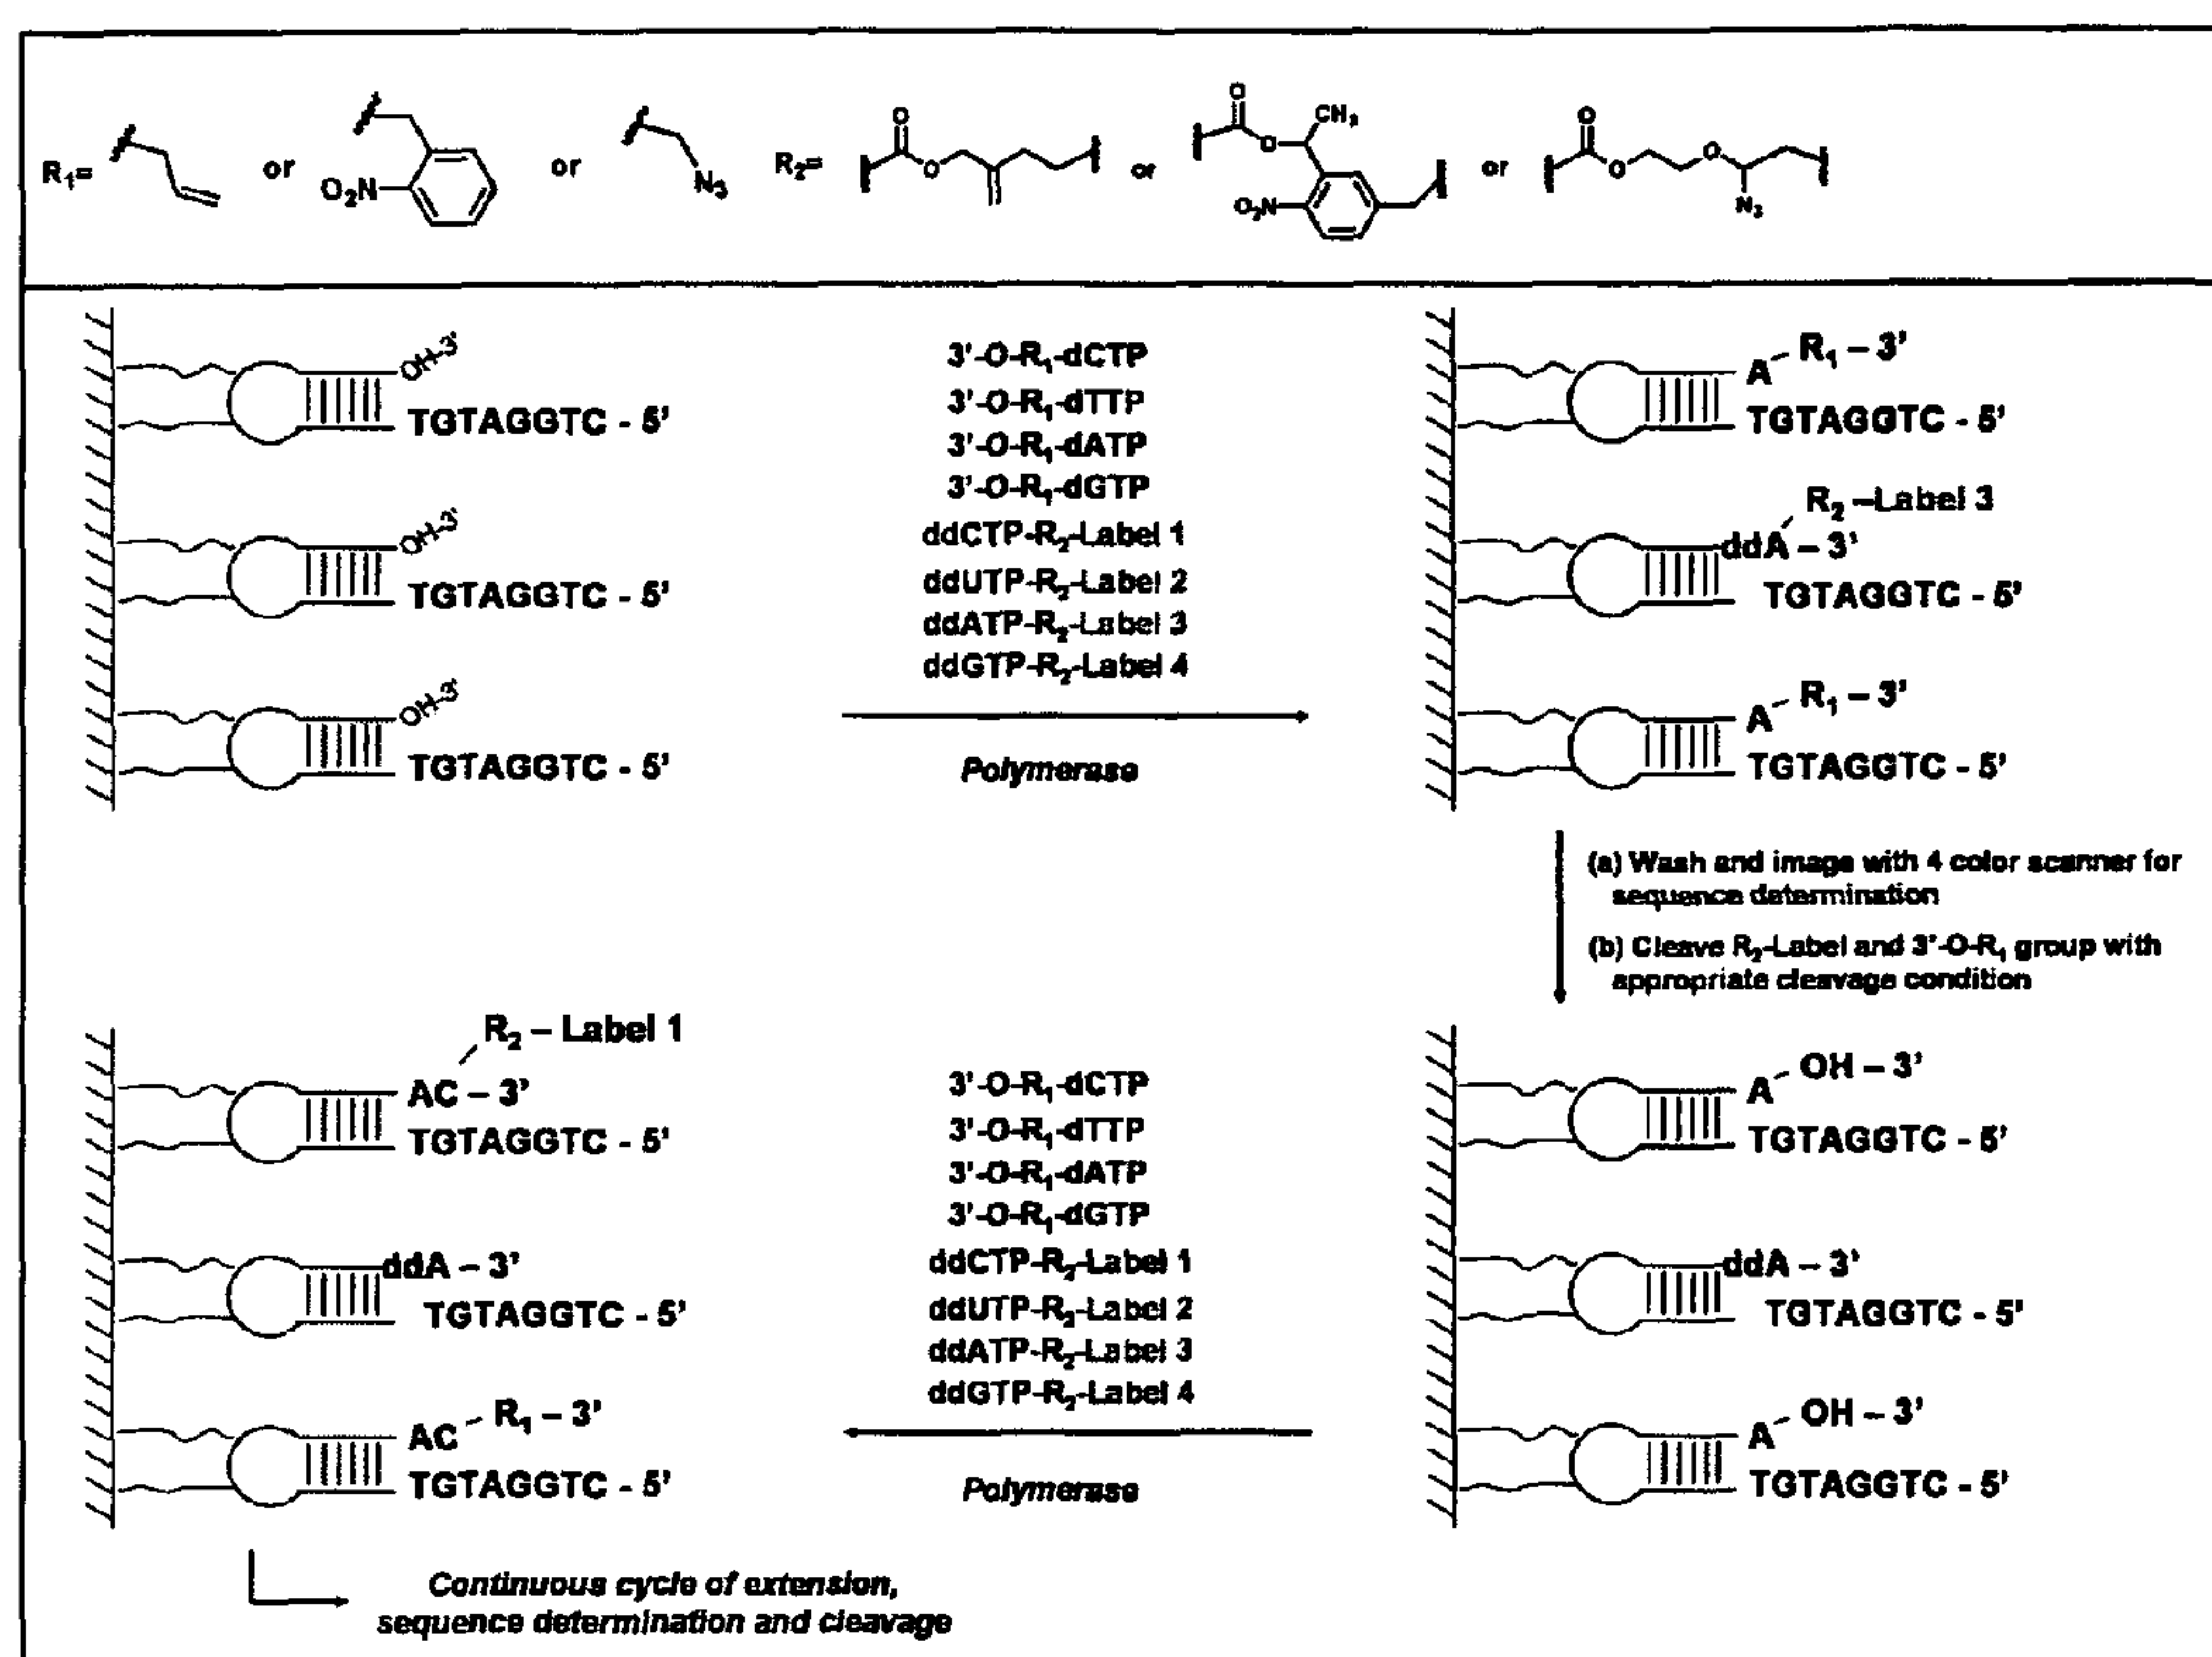 R₁= or or R₂= or or
O₂N
N₃
O
O
O
O
CH₃
O₂N
O
O
O
N₃
OH-3'
TGTAGGTC - 5'
OH-3'
TGTAGGTC - 5'
OH-3'
TGTAGGTC - 5'
3'-O-R₁-dCTP
3'-O-R₁-dTTP
3'-O-R₁-dATP
3'-O-R₁-dGTP
ddCTP-R₂-Label 1
ddUTP-R₂-Label 2
ddATP-R₂-Label 3
ddGTP-R₂-Label 4
Polymerase
A R₁ – 3'
TGTAGGTC - 5'
R₂ –Label 3
ddA – 3'
TGTAGGTC - 5'
A R₁ – 3'
TGTAGGTC - 5'
(a) Wash and image with 4 color scanner for
sequence determination
(b) Cleave R₂-Label and 3'-O-R₁ group with
appropriate cleavage condition
A OH – 3'
TGTAGGTC - 5'
ddA – 3'
TGTAGGTC - 5'
A OH – 3'
TGTAGGTC - 5'
3'-O-R₁-dCTP
3'-O-R₁-dTTP
3'-O-R₁-dATP
3'-O-R₁-dGTP
ddCTP-R₂-Label 1
ddUTP-R₂-Label 2
ddATP-R₂-Label 3
ddGTP-R₂-Label 4
Polymerase
R₂ – Label 1
AC – 3'
TGTAGGTC - 5'
ddA – 3'
TGTAGGTC - 5'
AC R₁ – 3'
TGTAGGTC - 5'
Continuous cycle of extension,
sequence determination and cleavage